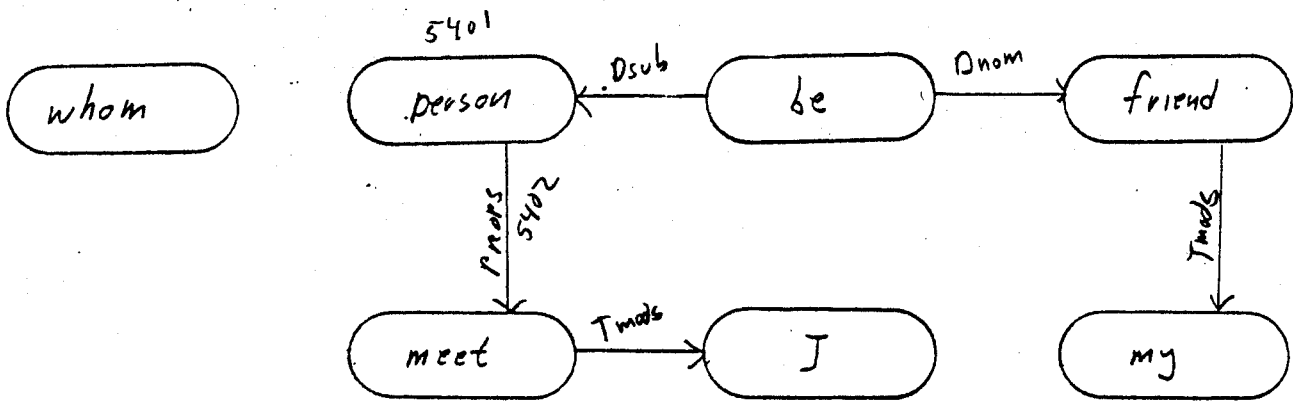 5401
Dsub
Dnom
whom
person
be
friend
5402
Tmods
Tmods
meet
I
my